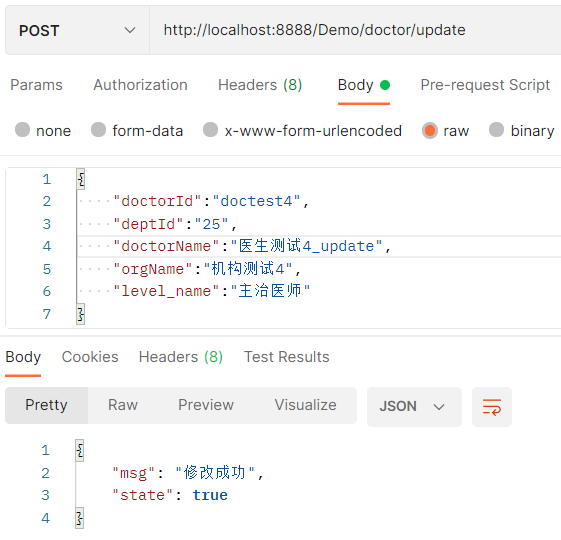 POST http://localhost:8888/Demo/doctor/update
Params Authorization Headers (8) Body Pre-request Script
none form-data x-www-form-urlencoded raw binary
1 {
2 "doctorId":"doctest4",
3 "deptId":"25",
4 "doctorName":"医生测试4_update",
5 "orgName":"机构测试4",
6 "level_name":"主治医师"
7 }
Body Cookies Headers (8) Test Results
Pretty Raw Preview Visualize JSON
1 {
2 "msg": "修改成功",
3 "state": true
4 }